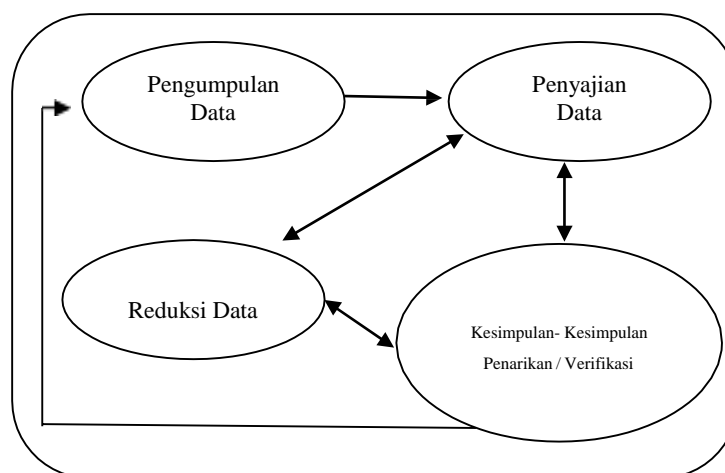 Pengumpulan
Data
Penyajian
Data
Reduksi Data
Kesimpulan- Kesimpulan
Penarikan / Verifikasi